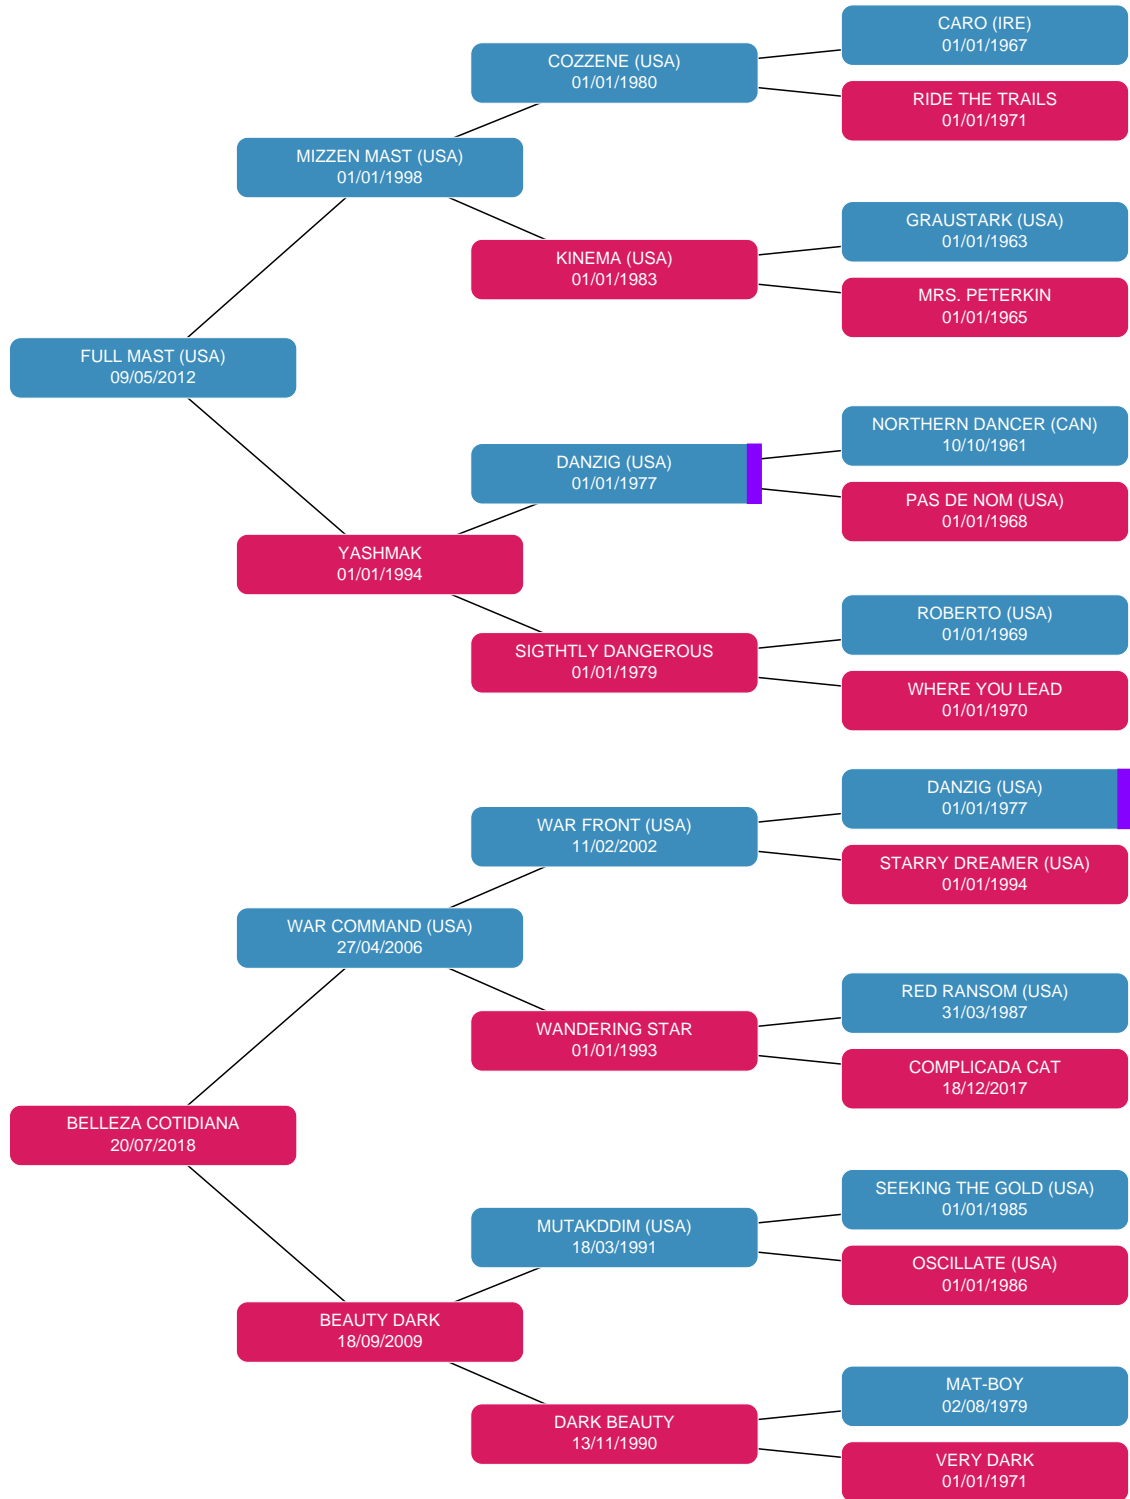 CARO (IRE)
01/01/1967
COZZENE (USA)
01/01/1980
RIDE THE TRAILS
01/01/1971
MIZZEN MAST (USA)
01/01/1998
GRAUSTARK (USA)
01/01/1963
KINEMA (USA)
01/01/1983
MRS. PETERKIN
01/01/1965
FULL MAST (USA)
09/05/2012
NORTHERN DANCER (CAN)
10/10/1961
DANZIG (USA)
01/01/1977
PAS DE NOM (USA)
01/01/1968
YASHMAK
01/01/1994
ROBERTO (USA)
01/01/1969
SIGTHTLY DANGEROUS
01/01/1979
WHERE YOU LEAD
01/01/1970
DANZIG (USA)
01/01/1977
WAR FRONT (USA)
11/02/2002
STARRY DREAMER (USA)
01/01/1994
WAR COMMAND (USA)
27/04/2006
RED RANSOM (USA)
31/03/1987
WANDERING STAR
01/01/1993
COMPLICADA CAT
18/12/2017
BELLEZA COTIDIANA
20/07/2018
SEEKING THE GOLD (USA)
01/01/1985
MUTAKDDIM (USA)
18/03/1991
OSCILLATE (USA)
01/01/1986
BEAUTY DARK
18/09/2009
MAT-BOY
02/08/1979
DARK BEAUTY
13/11/1990
VERY DARK
01/01/1971